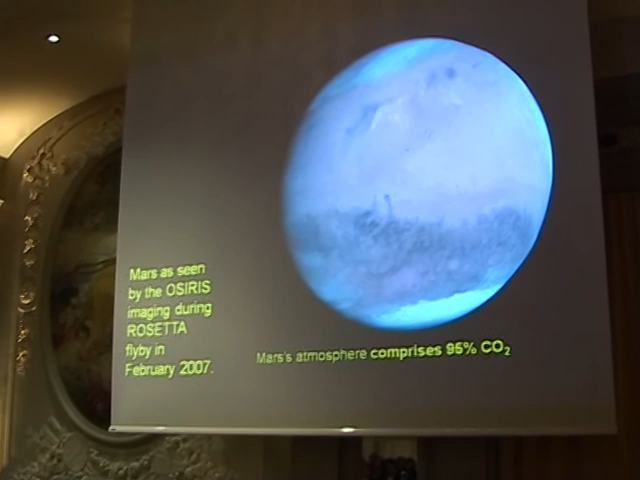 Mars as seen
by the OSIRIS
imaging during
ROSETTA
flyby in
February 2007.
Mars's atmosphere comprises 95% CO₂